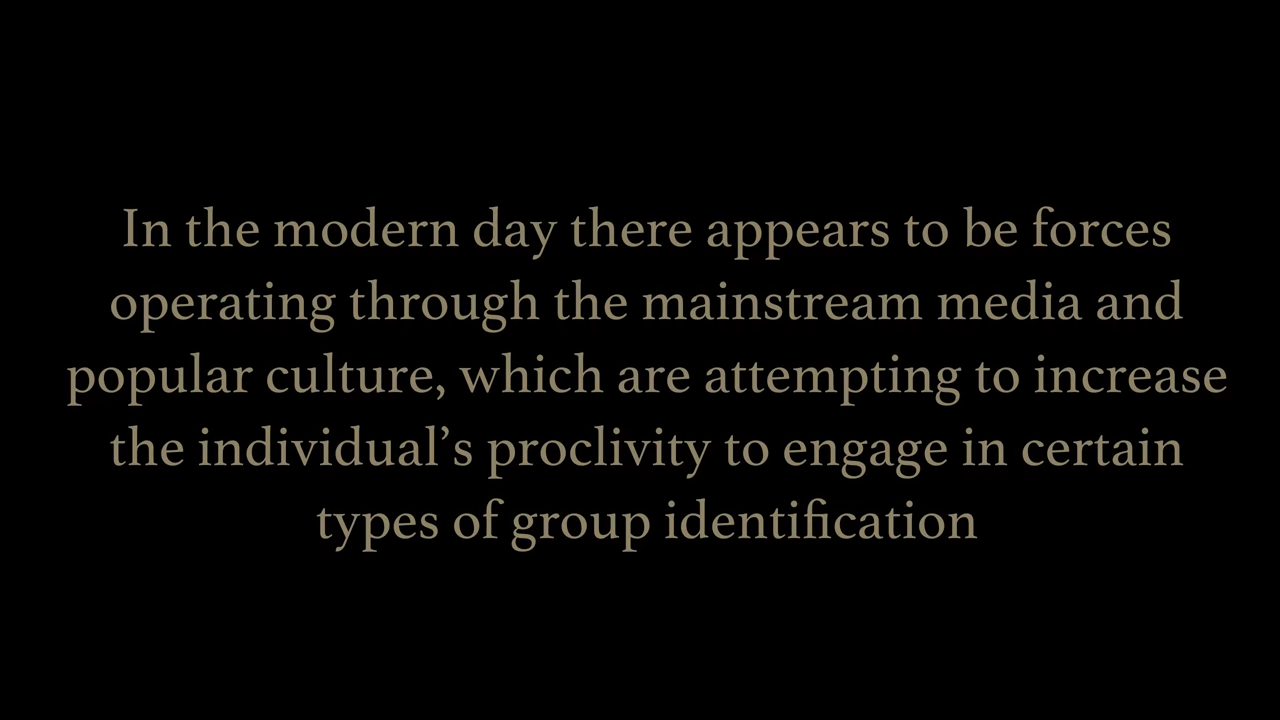 In the modern day there appears to be forces
operating through the mainstream media and
popular culture, which are attempting to increase
the individual’s proclivity to engage in certain
types of group identification